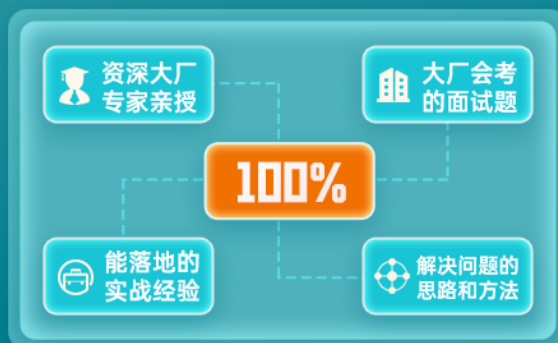 资深大厂
专家亲授
大厂会考
的面试题
100%
能落地的
实战经验
解决问题的
思路和方法